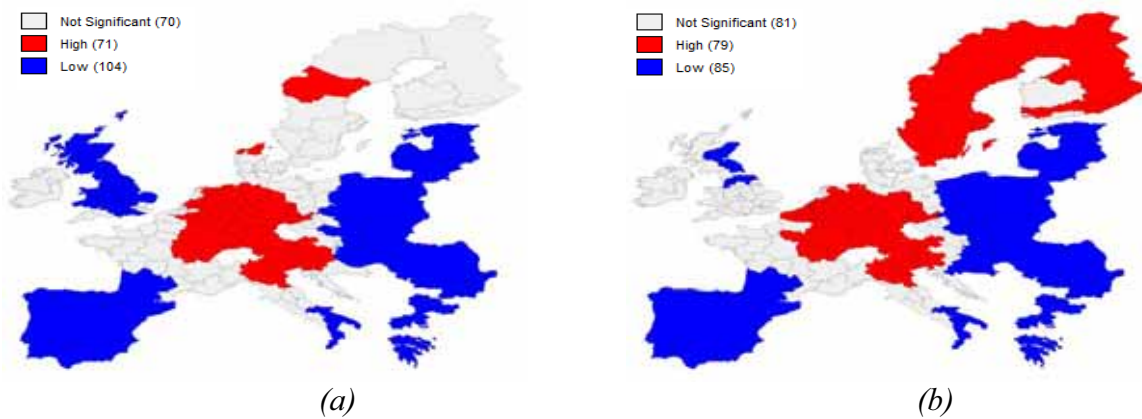 Not Significant (70)
High (71)
Low (104)
Not Significant (81)
High (79)
Low (85)
(a)
(b)